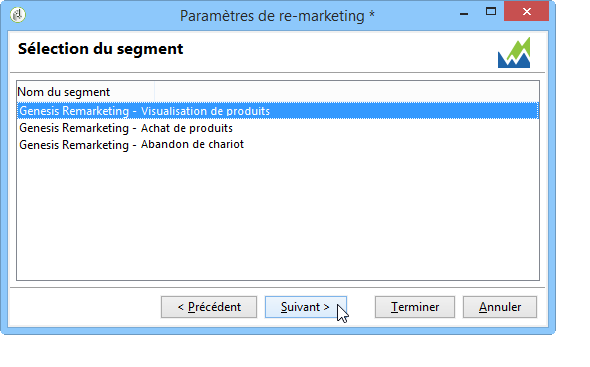 Paramètres de re-marketing *
Sélection du segment
Nom du segment
Genesis Remarketing - Visualisation de produits
Genesis Remarketing - Achat de produits
Genesis Remarketing - Abandon de chariot
< Précédent Suivant > Terminer Annuler